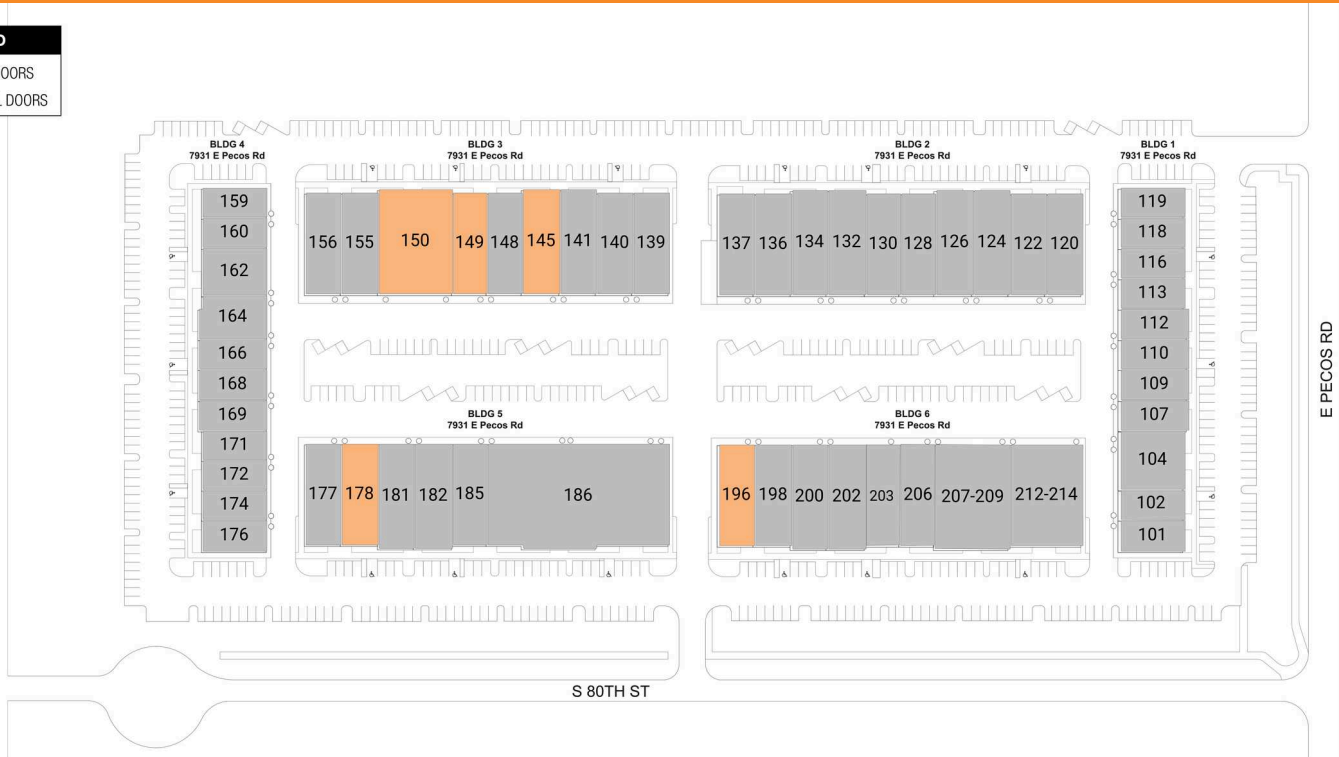 DOORS
DOORS
BLDG 4
7931 E Pecos Rd
BLDG 3
7931 E Pecos Rd
BLDG 2
7931 E Pecos Rd
BLDG 1
7931 E Pecos Rd
159
160
162
164
166
168
169
171
172
174
176
156 155 150 149 148 145 141 140 139
137 136 134 132 130 128 126 124 122 120
119
118
116
113
112
110
109
107
104
102
101
E PECOS RD
BLDG 5
7931 E Pecos Rd
BLDG 6
7931 E Pecos Rd
177 178 181 182 185 186
196 198 200 202 203 206 207-209 212-214
S 80TH ST